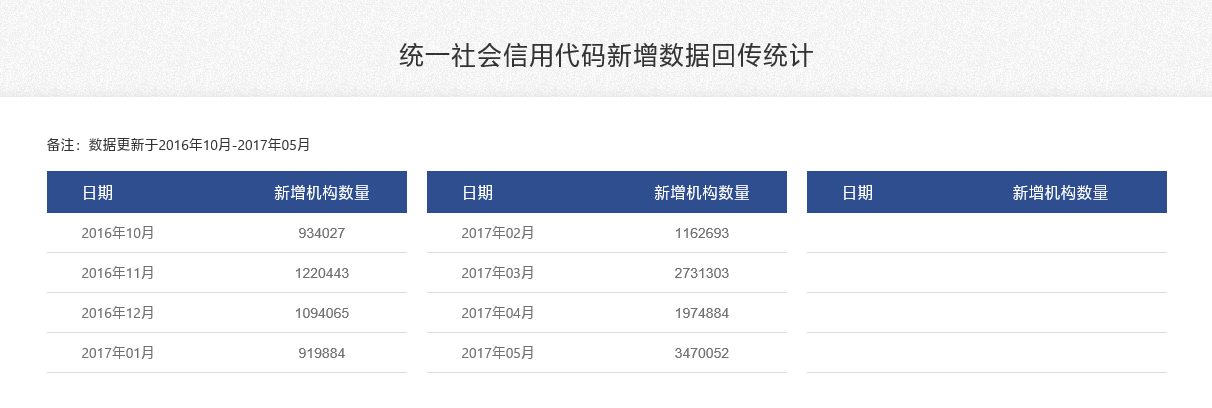 统一社会信用代码新增数据回传统计
备注：数据更新于2016年10月-2017年05月
日期 新增机构数量 日期 新增机构数量 日期 新增机构数量
2016年10月 934027 2017年02月 1162693
2016年11月 1220443 2017年03月 2731303
2016年12月 1094065 2017年04月 1974884
2017年01月 919884 2017年05月 3470052